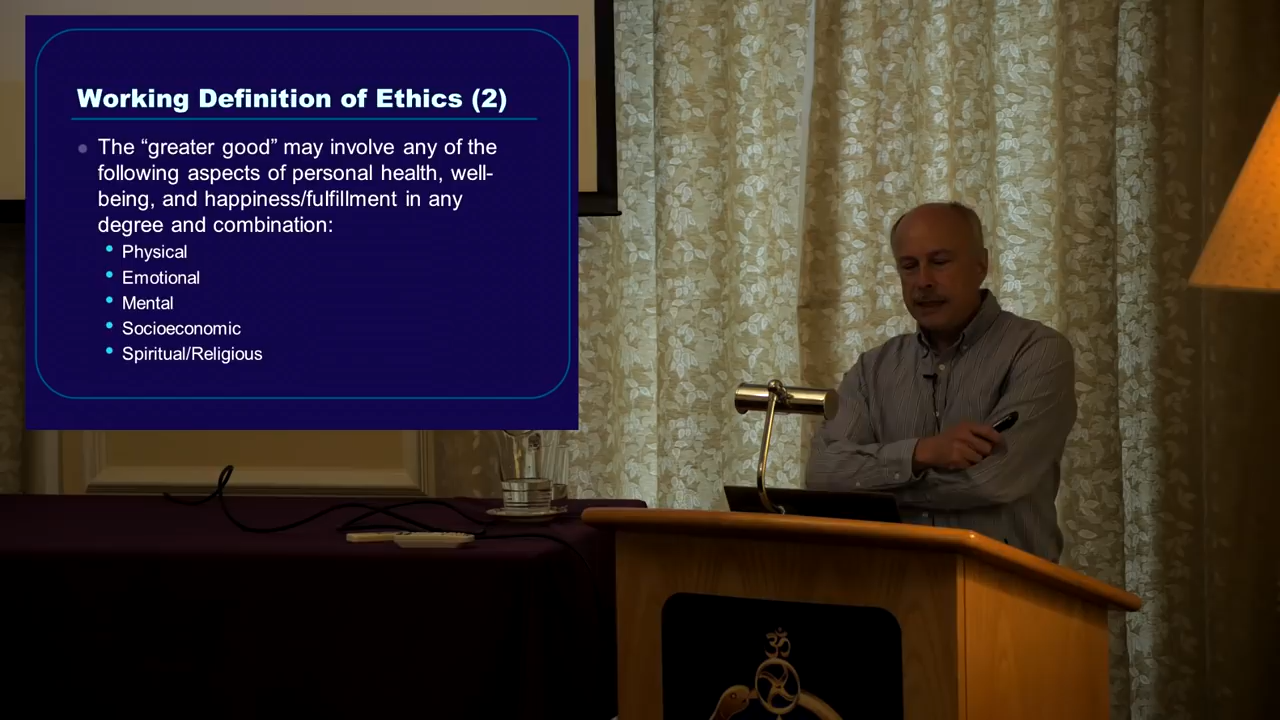 Working Definition of Ethics (2)
The “greater good” may involve any of the
following aspects of personal health, well-
being, and happiness/fulfillment in any
degree and combination:
Physical
Emotional
Mental
Socioeconomic
Spiritual/Religious
ॐ